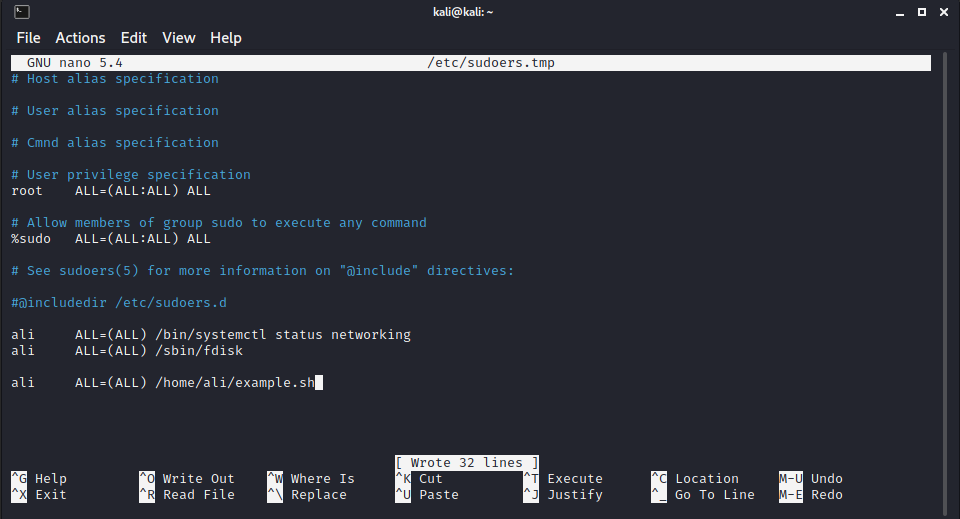 kali@kali: ~
File Actions Edit View Help
GNU nano 5.4 /etc/sudoers.tmp
# Host alias specification
# User alias specification
# Cmnd alias specification
# User privilege specification
root ALL=(ALL:ALL) ALL
# Allow members of group sudo to execute any command
%sudo ALL=(ALL:ALL) ALL
# See sudoers(5) for more information on "@include" directives:
#@includedir /etc/sudoers.d
ali ALL=(ALL) /bin/systemctl status networking
ali ALL=(ALL) /sbin/fdisk
ali ALL=(ALL) /home/ali/example.sh
[ Wrote 32 lines ]
^G Help ^O Write Out ^W Where Is ^K Cut ^T Execute ^C Location M-U Undo
^X Exit ^R Read File ^\ Replace ^U Paste ^J Justify ^_ Go To Line M-E Redo